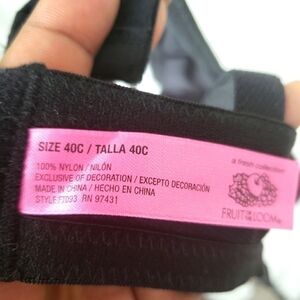 SIZE 40C / TALLA 40C
100% NYLON / NILÓN
EXCLUSIVE OF DECORATION / EXCEPTO DECORACIÓN
MADE IN CHINA / HECHO EN CHINA
STYLE FT093 RN 97431
a fresh collection
FRUIT OF THE LOOM